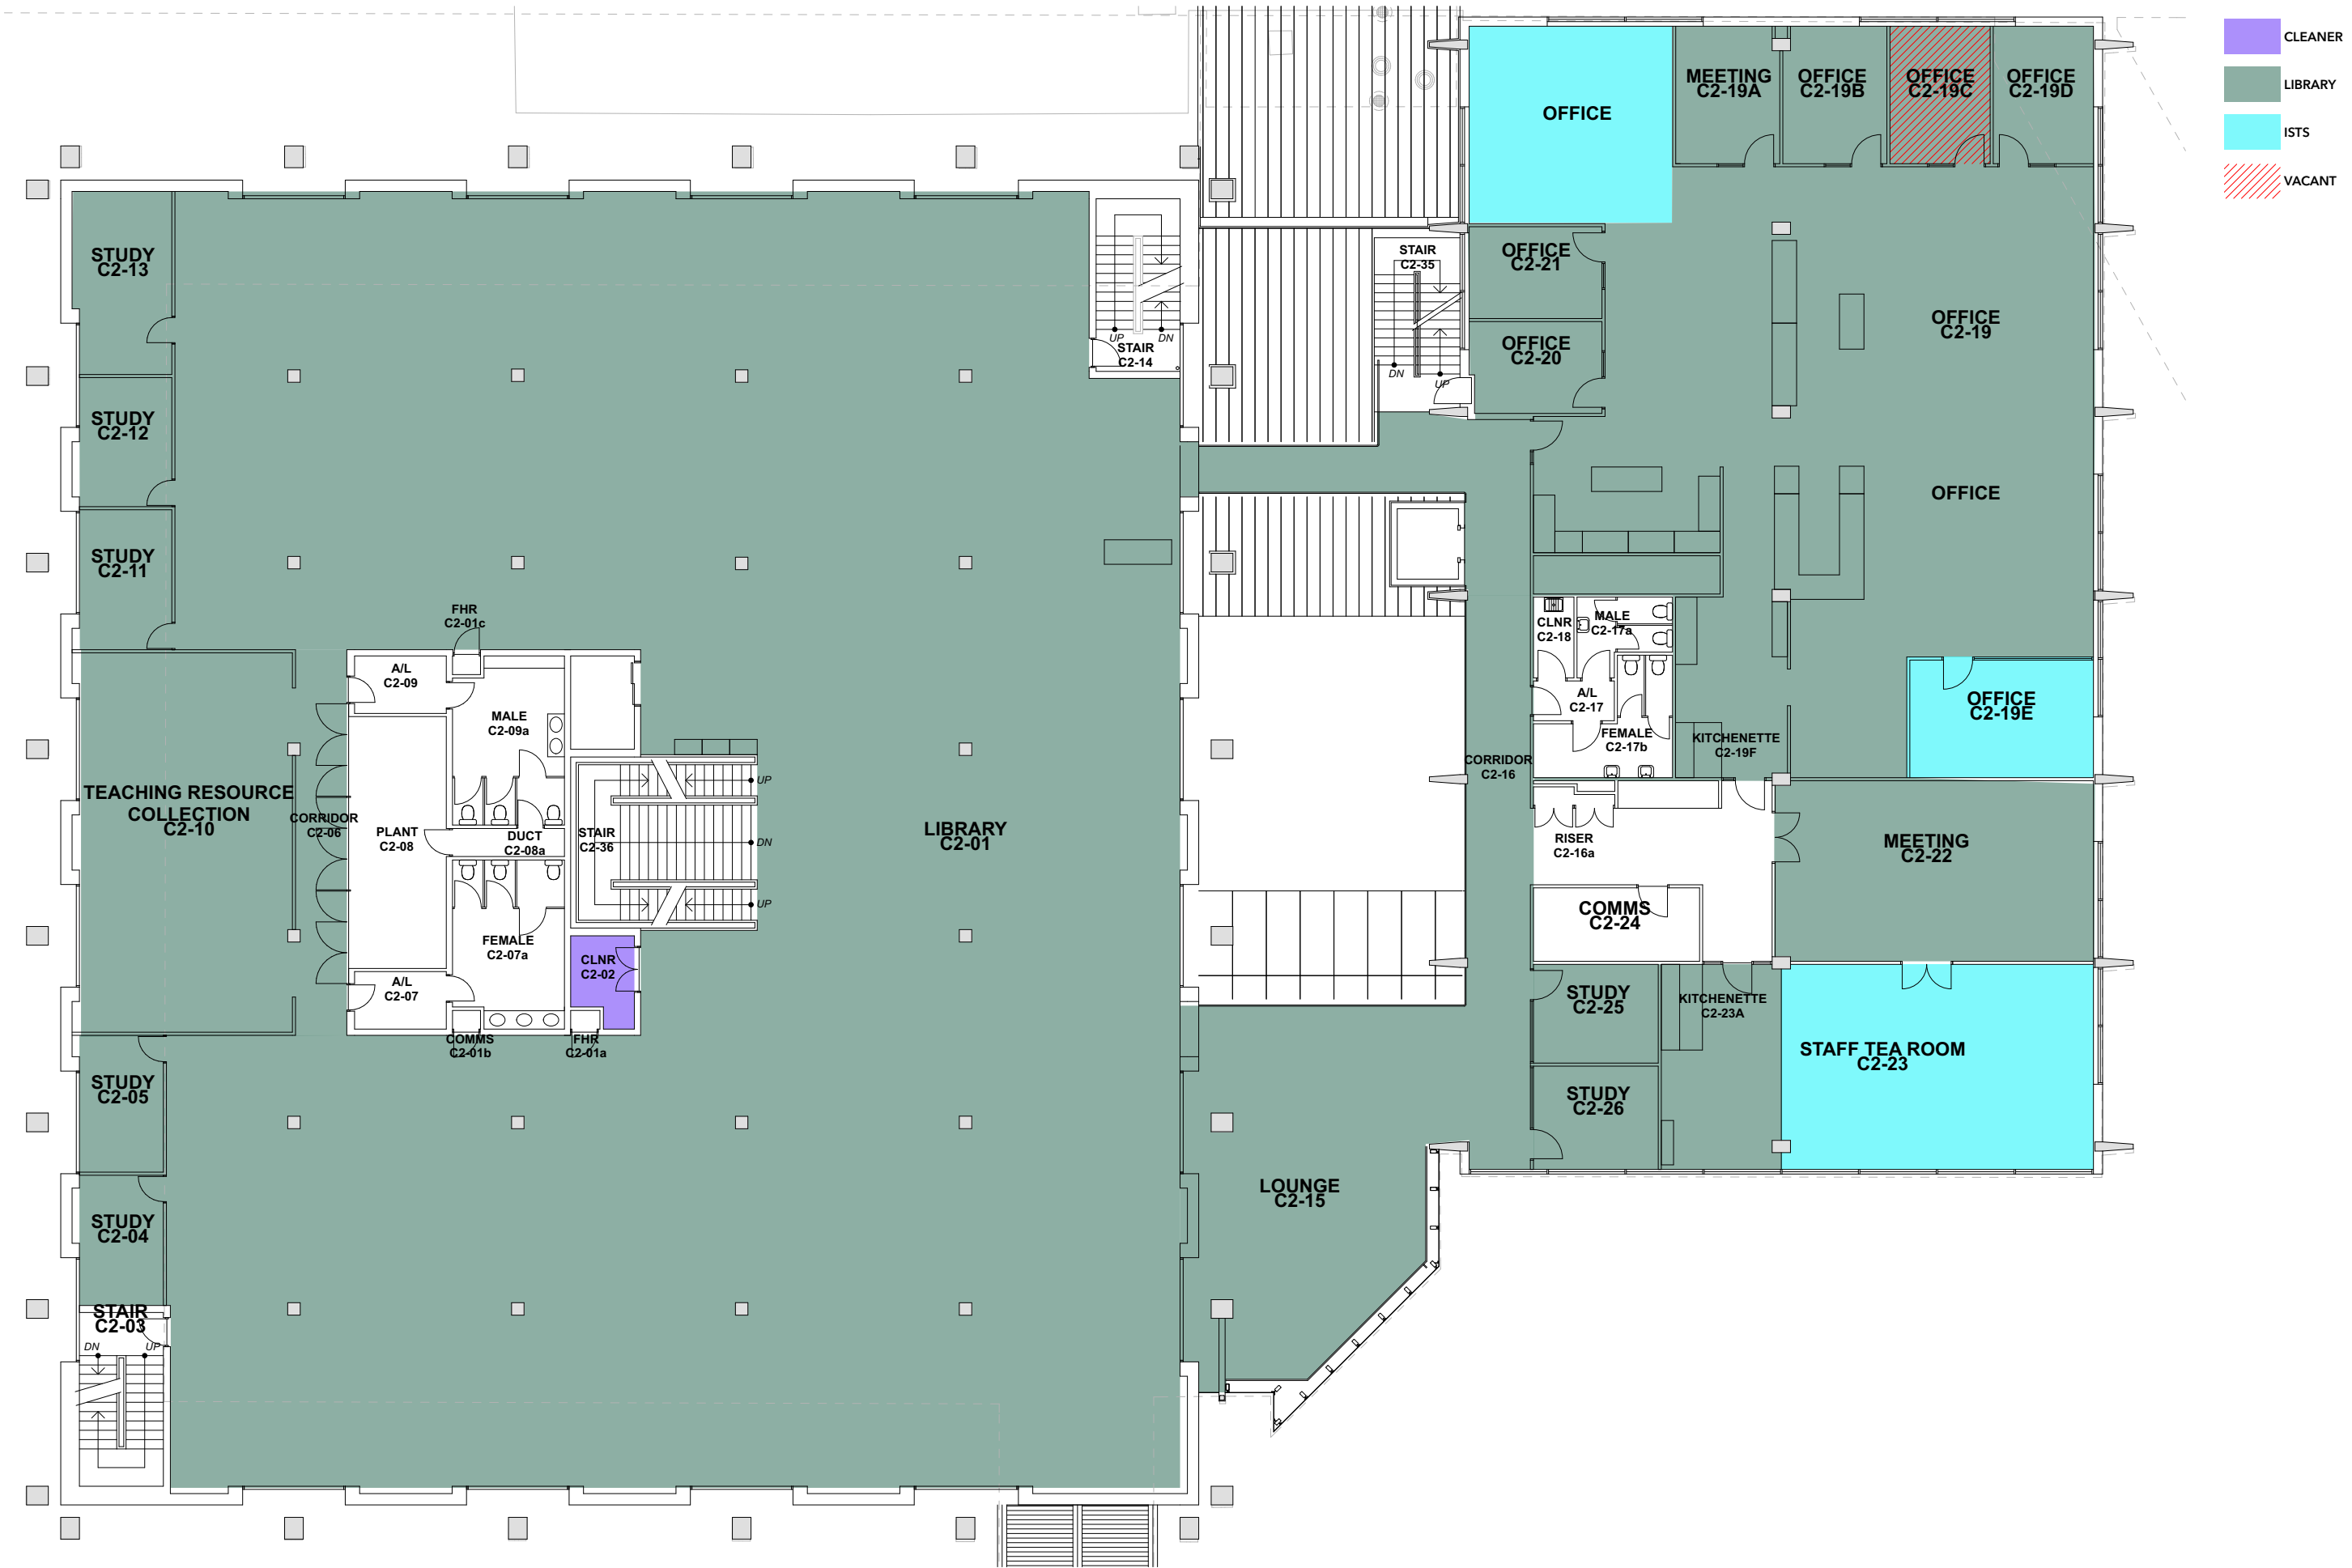 CLEANER
LIBRARY
ISTS
VACANT
OFFICE
MEETING
C2-19A
OFFICE
C2-19B
OFFICE
C2-19C
OFFICE
C2-19D
STUDY
C2-13
STAIR
C2-35
OFFICE
C2-21
OFFICE
C2-19
UP
DN
STAIR
C2-14
OFFICE
C2-20
DN
UP
STUDY
C2-12
OFFICE
STUDY
C2-11
FHR
C2-01c
CLNR
C2-18
MALE
C2-17a
A/L
C2-09
A/L
C2-17
OFFICE
C2-19E
MALE
C2-09a
FEMALE
C2-17b
KITCHENETTE
C2-19F
CORRIDOR
C2-16
UP
TEACHING RESOURCE
COLLECTION
C2-10
CORRIDOR
C2-06
PLANT
C2-08
DUCT
C2-08a
STAIR
C2-36
DN
LIBRARY
C2-01
RISER
C2-16a
MEETING
C2-22
UP
COMMS
C2-24
FEMALE
C2-07a
CLNR
C2-02
A/L
C2-07
STUDY
C2-25
KITCHENETTE
C2-23A
COMMS
C2-01b
FHR
C2-01a
STAFF TEA ROOM
C2-23
STUDY
C2-05
STUDY
C2-26
LOUNGE
C2-15
STUDY
C2-04
STAIR
C2-03
DN
UP